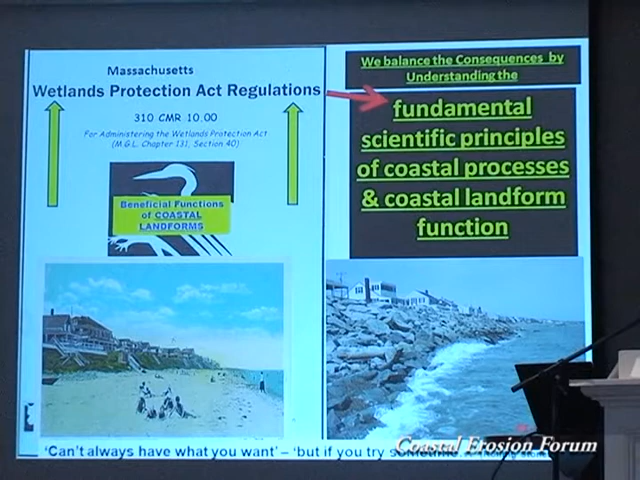 Massachusetts
Wetlands Protection Act Regulations
310 CMR 10.00
For Administering the Wetlands Protection Act
(M.G.L. Chapter 131, Section 40)
Beneficial Functions
of COASTAL
LANDFORMS
We balance the Consequences by
Understanding the
fundamental
scientific principles
of coastal processes
& coastal landform
function
'Can't always have what you want' – 'but if you try
Coastal Erosion Forum